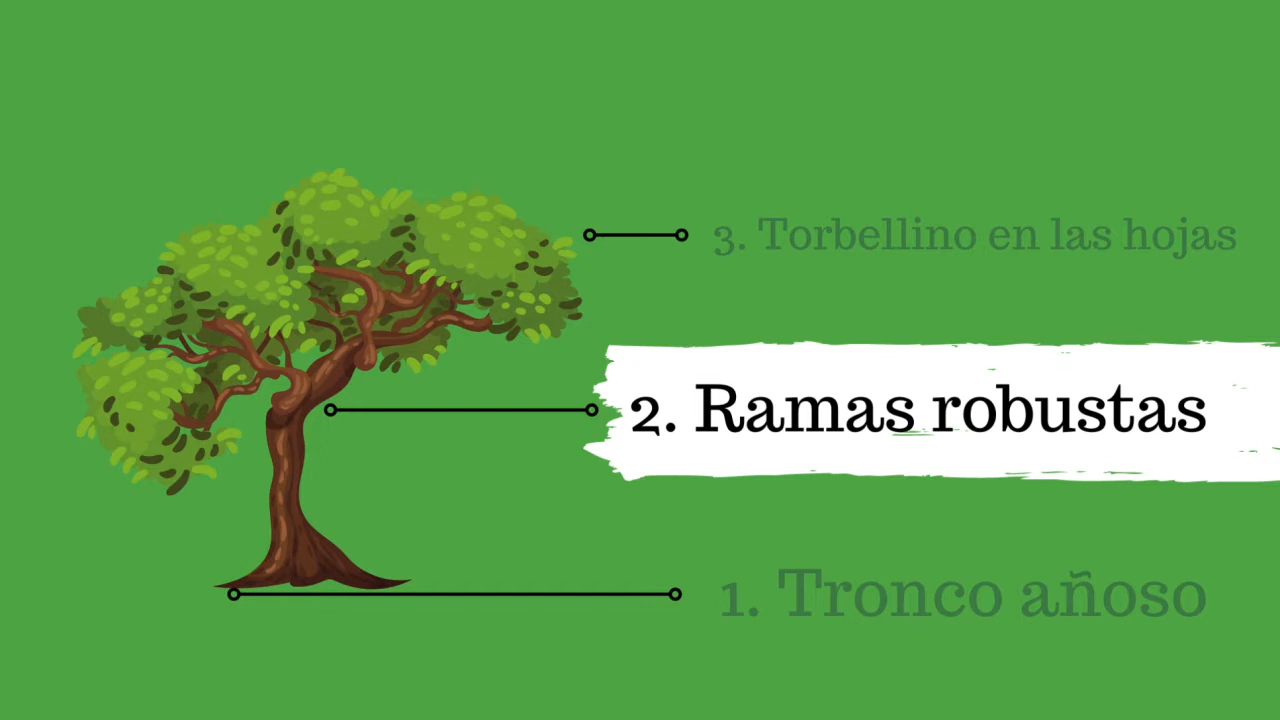 3. Torbellino en las hojas
2. Ramas robustas
1. Tronco añoso